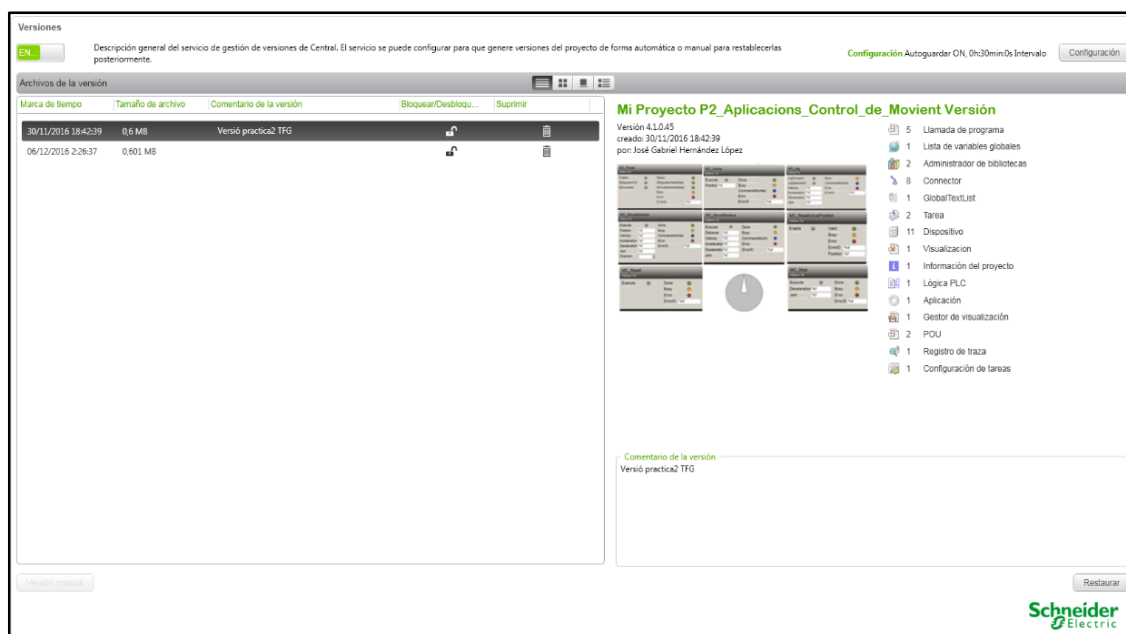 Versiones
EN...
Descripción general del servicio de gestión de versiones de Central. El servicio se puede configurar para que genere versiones del proyecto de forma automática o manual para restablecerlas
posteriormente.
Configuración Autoguardar ON, 0h:30min:0s Intervalo
Configuración
Archivos de la versión
Marca de tiempo Tamaño de archivo Comentario de la versión Bloquear/Desbloqu... Suprimir
30/11/2016 18:42:39 0,6 MB Versió practica2 TFG
06/12/2016 2:26:37 0,601 MB
Mi Proyecto P2_Aplicacions_Control_de_Movient Versión
Versión 4.1.0.45
creado: 30/11/2016 18:42:39
por: José Gabriel Hernández López
5 Llamada de programa
1 Lista de variables globales
2 Administrador de bibliotecas
8 Connector
1 GlobalTextList
2 Tarea
11 Dispositivo
1 Visualizacion
1 Información del proyecto
1 Lógica PLC
1 Aplicación
1 Gestor de visualización
2 POU
1 Registro de traza
1 Configuración de tareas
Comentario de la versión
Versió practica2 TFG
Versión manual
Restaurar
Schneider
Electric